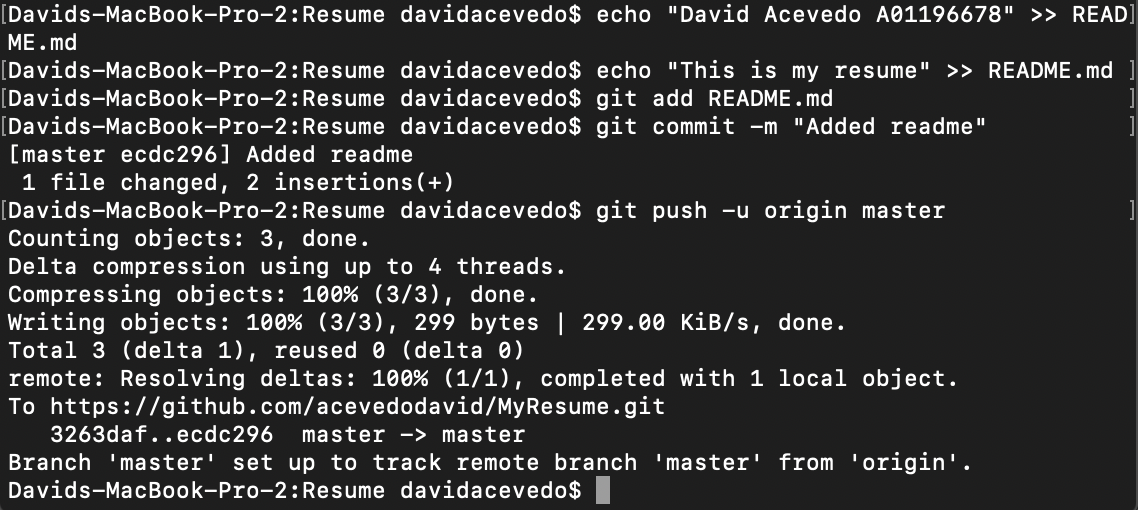 [Davids-MacBook-Pro-2:Resume davidacevedo$ echo "David Acevedo A01196678" >> READ]
ME.md
[Davids-MacBook-Pro-2:Resume davidacevedo$ echo "This is my resume" >> README.md ]
[Davids-MacBook-Pro-2:Resume davidacevedo$ git add README.md ]
[Davids-MacBook-Pro-2:Resume davidacevedo$ git commit -m "Added readme" ]
[master ecdc296] Added readme
 1 file changed, 2 insertions(+)
[Davids-MacBook-Pro-2:Resume davidacevedo$ git push -u origin master ]
Counting objects: 3, done.
Delta compression using up to 4 threads.
Compressing objects: 100% (3/3), done.
Writing objects: 100% (3/3), 299 bytes | 299.00 KiB/s, done.
Total 3 (delta 1), reused 0 (delta 0)
remote: Resolving deltas: 100% (1/1), completed with 1 local object.
To https://github.com/acevedodavid/MyResume.git
   3263daf..ecdc296  master -> master
Branch 'master' set up to track remote branch 'master' from 'origin'.
Davids-MacBook-Pro-2:Resume davidacevedo$